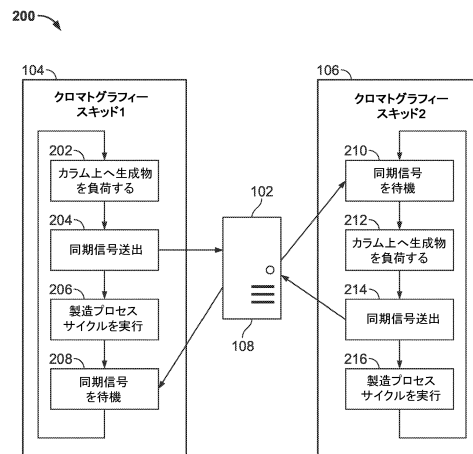 200
104
クロマトグラフィー
スキッド1
202
カラム上へ生成物
を負荷する
204
同期信号送出
206
製造プロセス
サイクルを実行
208
同期信号
を待機
102
108
106
クロマトグラフィー
スキッド2
210
同期信号
を待機
212
カラム上へ生成物
を負荷する
214
同期信号送出
216
製造プロセス
サイクルを実行